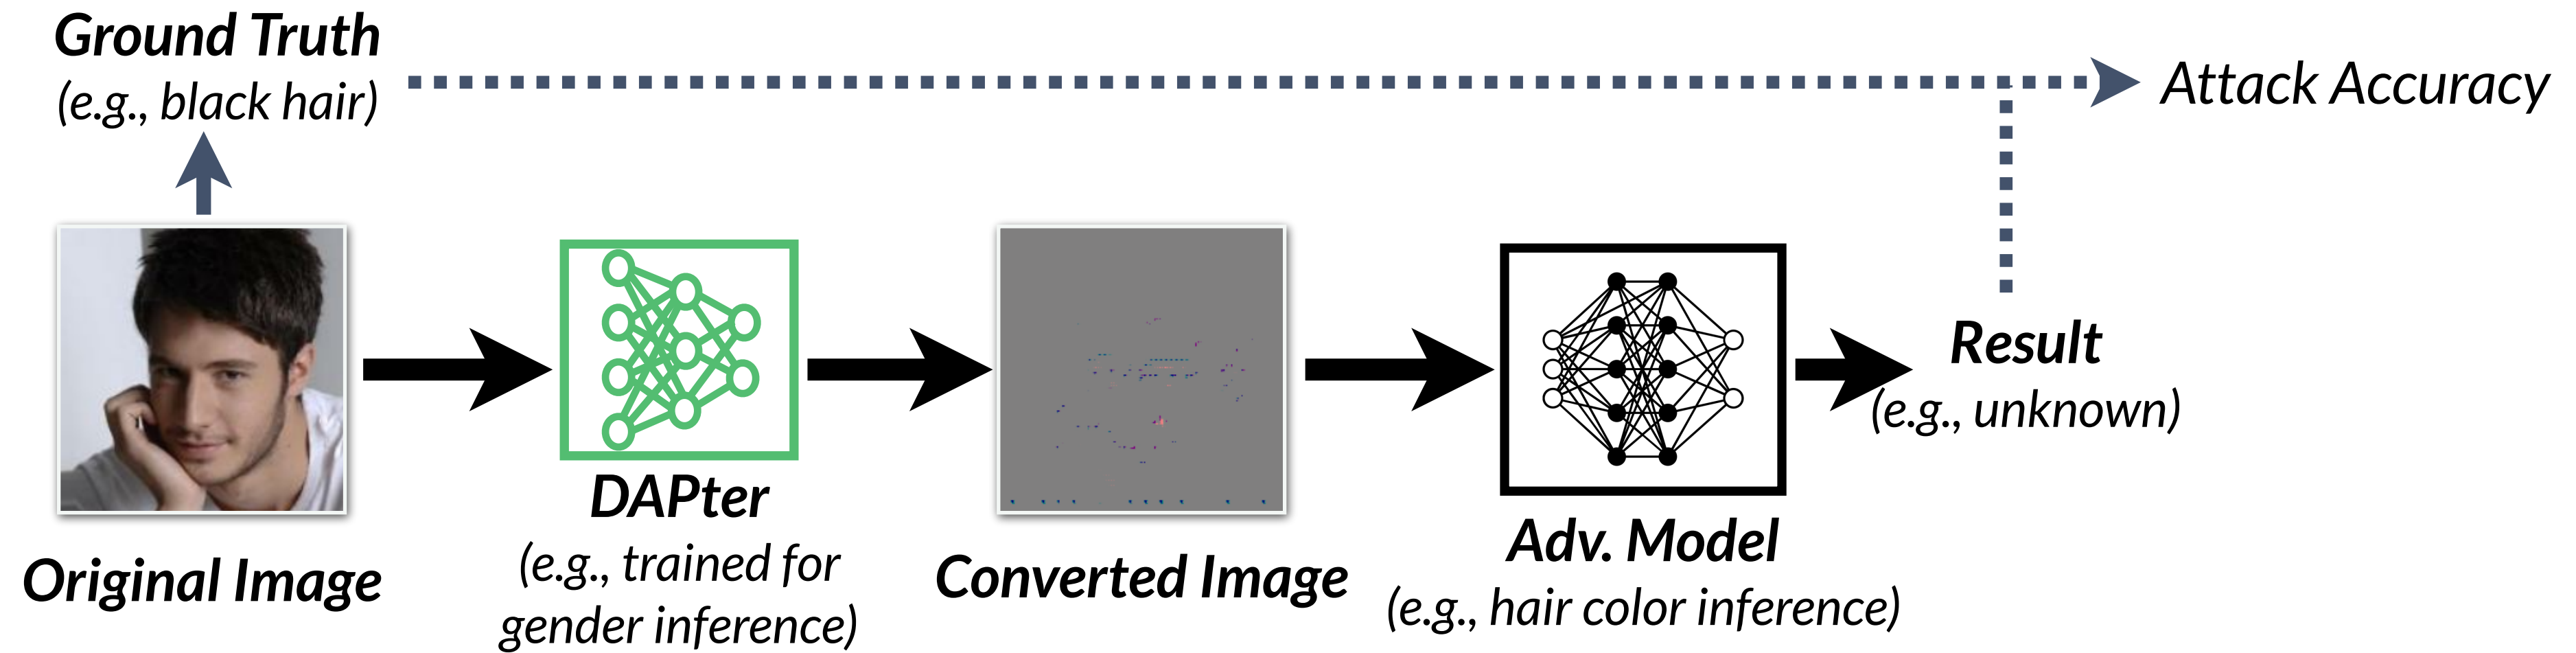 Ground Truth
(e.g., black hair)
Attack Accuracy
Original Image
DAPter
(e.g., trained for
gender inference)
Converted Image
Adv. Model
(e.g., hair color inference)
Result
(e.g., unknown)